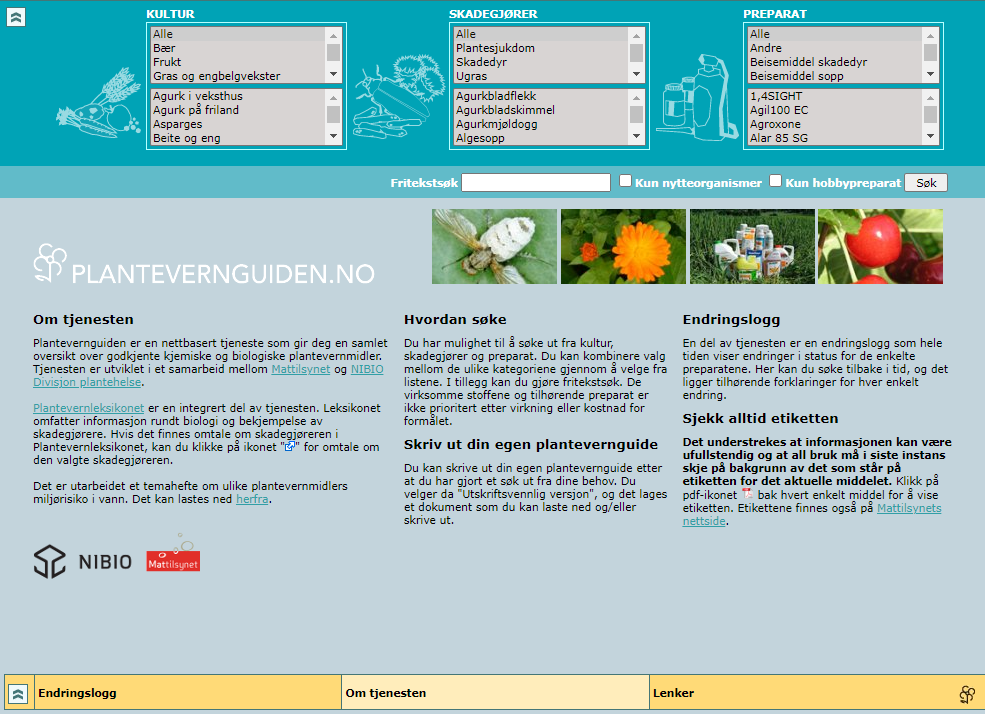 KULTUR
Alle
Bær
Frukt
Gras og engbelgvekster
Agurk i veksthus
Agurk på friland
Asparges
Beite og eng
SKADEGJØRER
Alle
Plantesjukdom
Skadedyr
Ugras
Agurkbladflekk
Agurkbladskimmel
Agurkmjøldogg
Algesopp
PREPARAT
Alle
Andre
Beisemiddel skadedyr
Beisemiddel sopp
1,4SIGHT
Agil100 EC
Agroxone
Alar 85 SG
Fritekstsøk
Kun nytteorganismer
Kun hobbypreparat
Søk
PLANTEVERNGUIDEN.NO
Om tjenesten
Plantevernguiden er en nettbasert tjeneste som gir deg en samlet
oversikt over godkjente kjemiske og biologiske plantevernmidler.
Tjenesten er utviklet i et samarbeid mellom Mattilsynet og NIBIO
Divisjon plantehelse.
Plantevernleksikonet er en integrert del av tjenesten. Leksikonet
omfatter informasjon rundt biologi og bekjempelse av
skadegjørere. Hvis det finnes omtale om skadegjøreren i
Plantevernleksikonet, kan du klikke på ikonet "" for omtale om
den valgte skadegjøreren.
Det er utarbeidet et temahefte om ulike plantevernmidlers
miljørisiko i vann. Det kan lastes ned herfra.
NIBIO
Mattilsynet
Hvordan søke
Du har mulighet til å søke ut fra kultur,
skadegjører og preparat. Du kan kombinere valg
mellom de ulike kategoriene gjennom å velge fra
listene. I tillegg kan du gjøre fritekstsøk. De
virksomme stoffene og tilhørende preparat er
ikke prioritert etter virkning eller kostnad for
formålet.
Skriv ut din egen plantevernguide
Du kan skrive ut din egen plantevernguide etter
at du har gjort et søk ut fra dine behov. Du
velger da "Utskriftsvennlig versjon", og det lages
et dokument som du kan laste ned og/eller
skrive ut.
Endringslogg
En del av tjenesten er en endringslogg som hele
tiden viser endringer i status for de enkelte
preparatene. Her kan du søke tilbake i tid, og det
ligger tilhørende forklaringer for hver enkelt
endring.
Sjekk alltid etiketten
Det understrekes at informasjonen kan være
ufullstendig og at all bruk må i siste instans
skje på bakgrunn av det som står på
etiketten for det aktuelle middelet. Klikk på
pdf-ikonet bak hvert enkelt middel for å vise
etiketten. Etikettene finnes også på Mattilsynets
nettside.
Endringslogg
Om tjenesten
Lenker